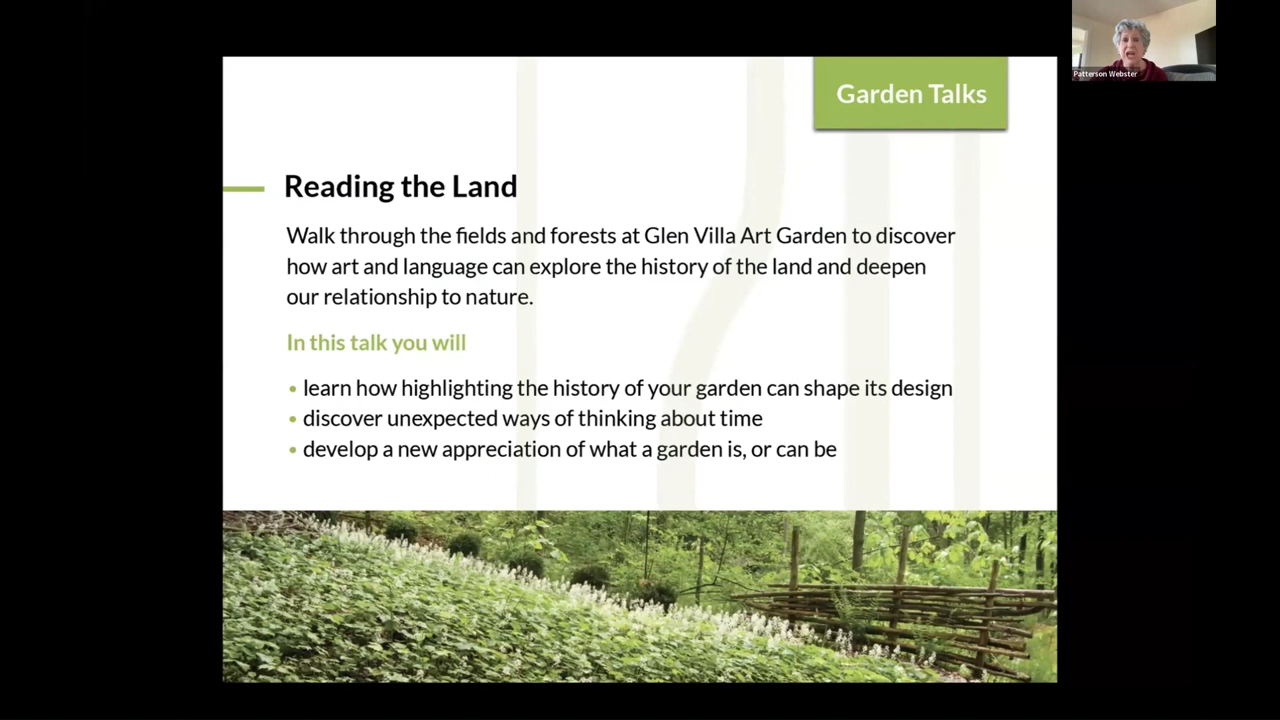 Garden Talks
Patterson Webster
Reading the Land
Walk through the fields and forests at Glen Villa Art Garden to discover
how art and language can explore the history of the land and deepen
our relationship to nature.
In this talk you will
• learn how highlighting the history of your garden can shape its design
• discover unexpected ways of thinking about time
• develop a new appreciation of what a garden is, or can be